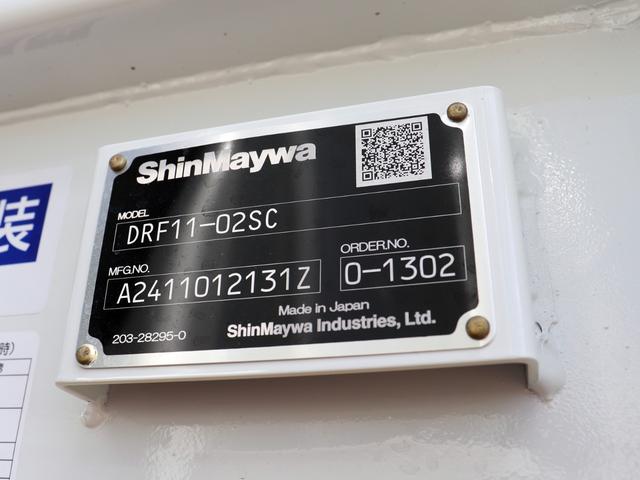 ShinMaywa
MODEL
DRF11-02SC
MFG.NO.
A2411012131Z
ORDER.NO.
0-1302
Made in Japan
203-28295-0
ShinMaywa Industries, Ltd.
装
時)